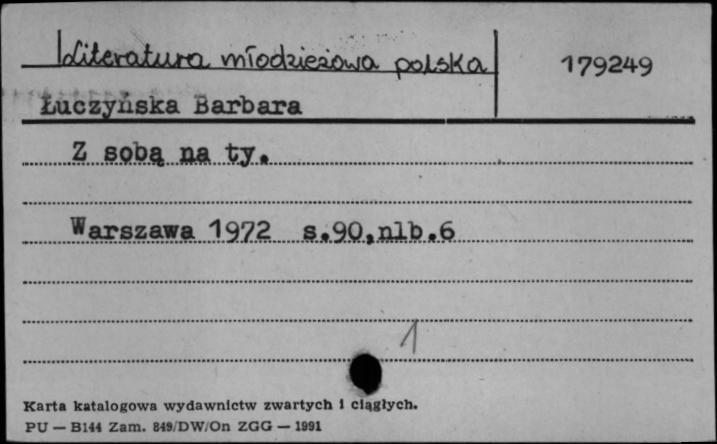 Literatura młodzieżowa polska
179249
Łuczyńska Barbara
Z sobą na ty.
Warszawa 1972 s.90,nlb.6
1
Karta katalogowa wydawnictw zwartych i ciągłych.
PU — B144 Zam. 849/DW/On ZGG — 1991